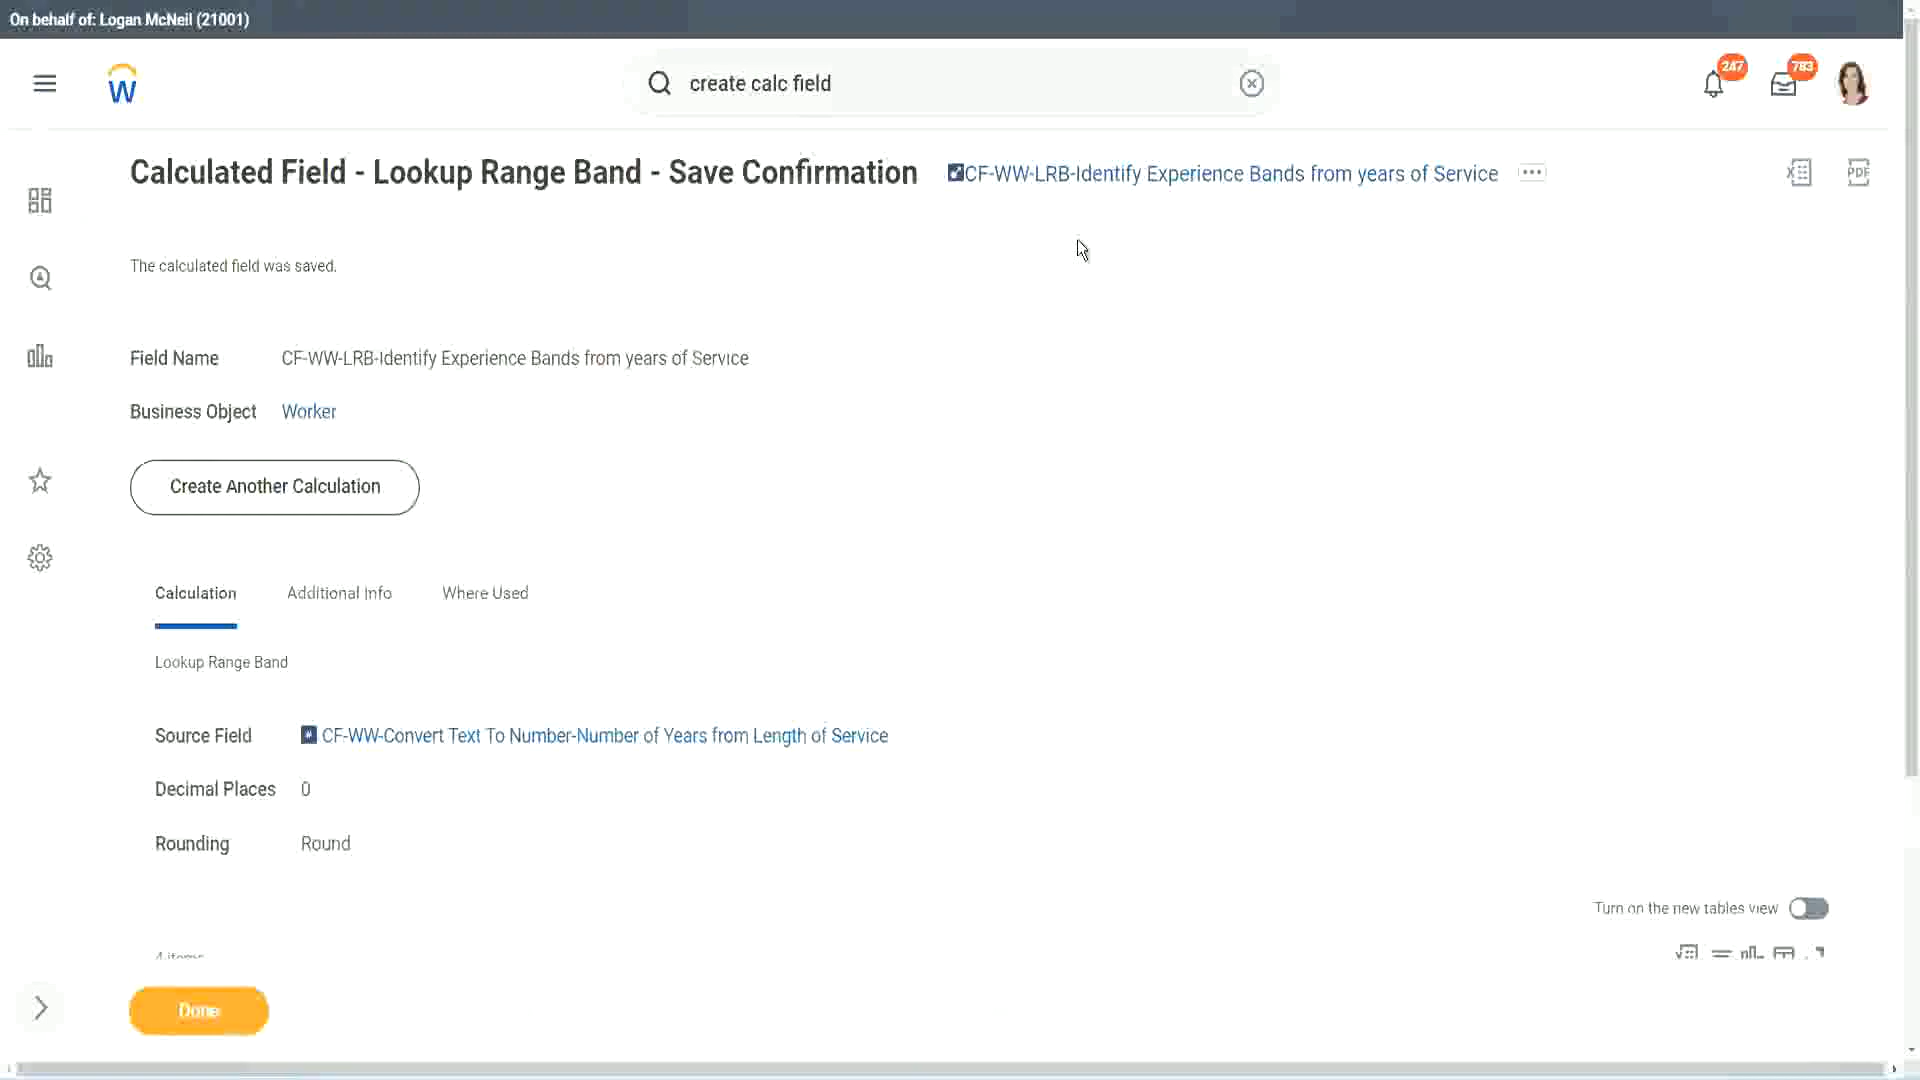 On behalf of: Logan McNeil (21001)
create calc field
247
783
Calculated Field - Lookup Range Band - Save Confirmation
CF-WW-LRB-Identify Experience Bands from years of Service
PDF
The calculated field was saved.
Field Name CF-WW-LRB-Identify Experience Bands from years of Service
Business Object Worker
Create Another Calculation
Calculation Additional Info Where Used
Lookup Range Band
Source Field CF-WW-Convert Text To Number-Number of Years from Length of Service
Decimal Places 0
Rounding Round
Turn on the new tables view
4 items
Done